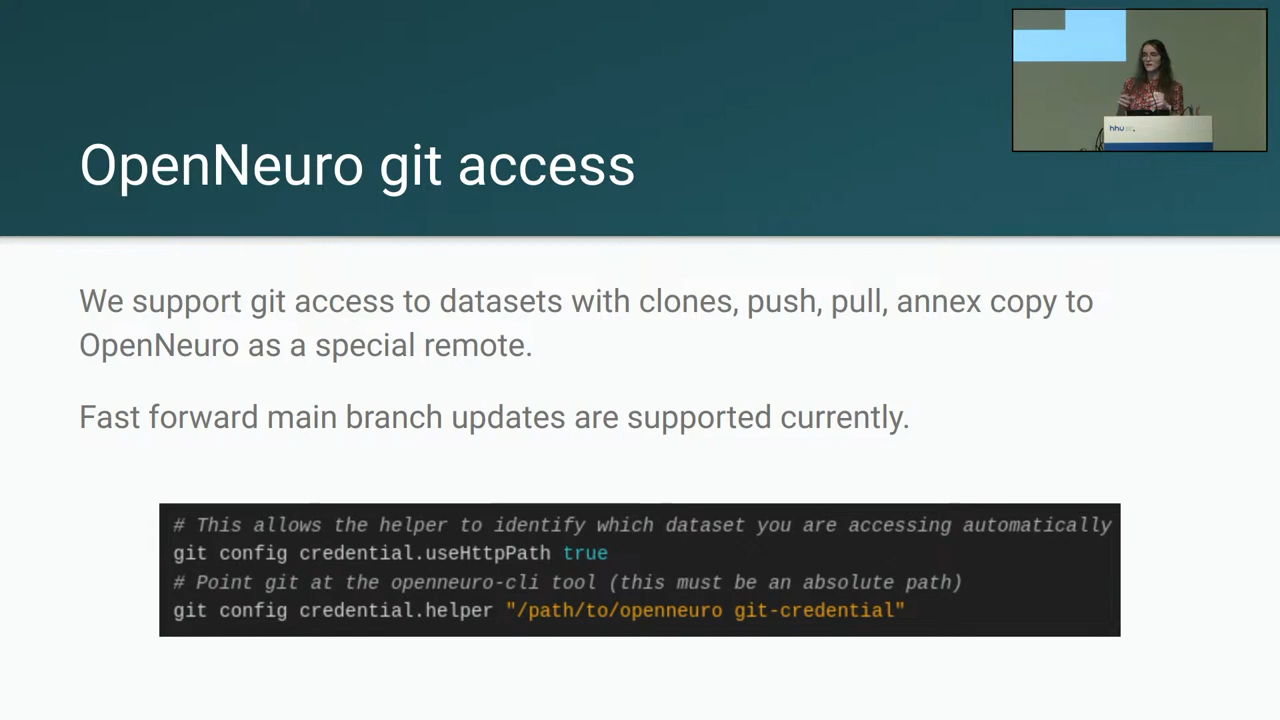 OpenNeuro git access
hhu
We support git access to datasets with clones, push, pull, annex copy to
OpenNeuro as a special remote.
Fast forward main branch updates are supported currently.
# This allows the helper to identify which dataset you are accessing automatically
git config credential.useHttpPath true
# Point git at the openneuro-cli tool (this must be an absolute path)
git config credential.helper "/path/to/openneuro git-credential"